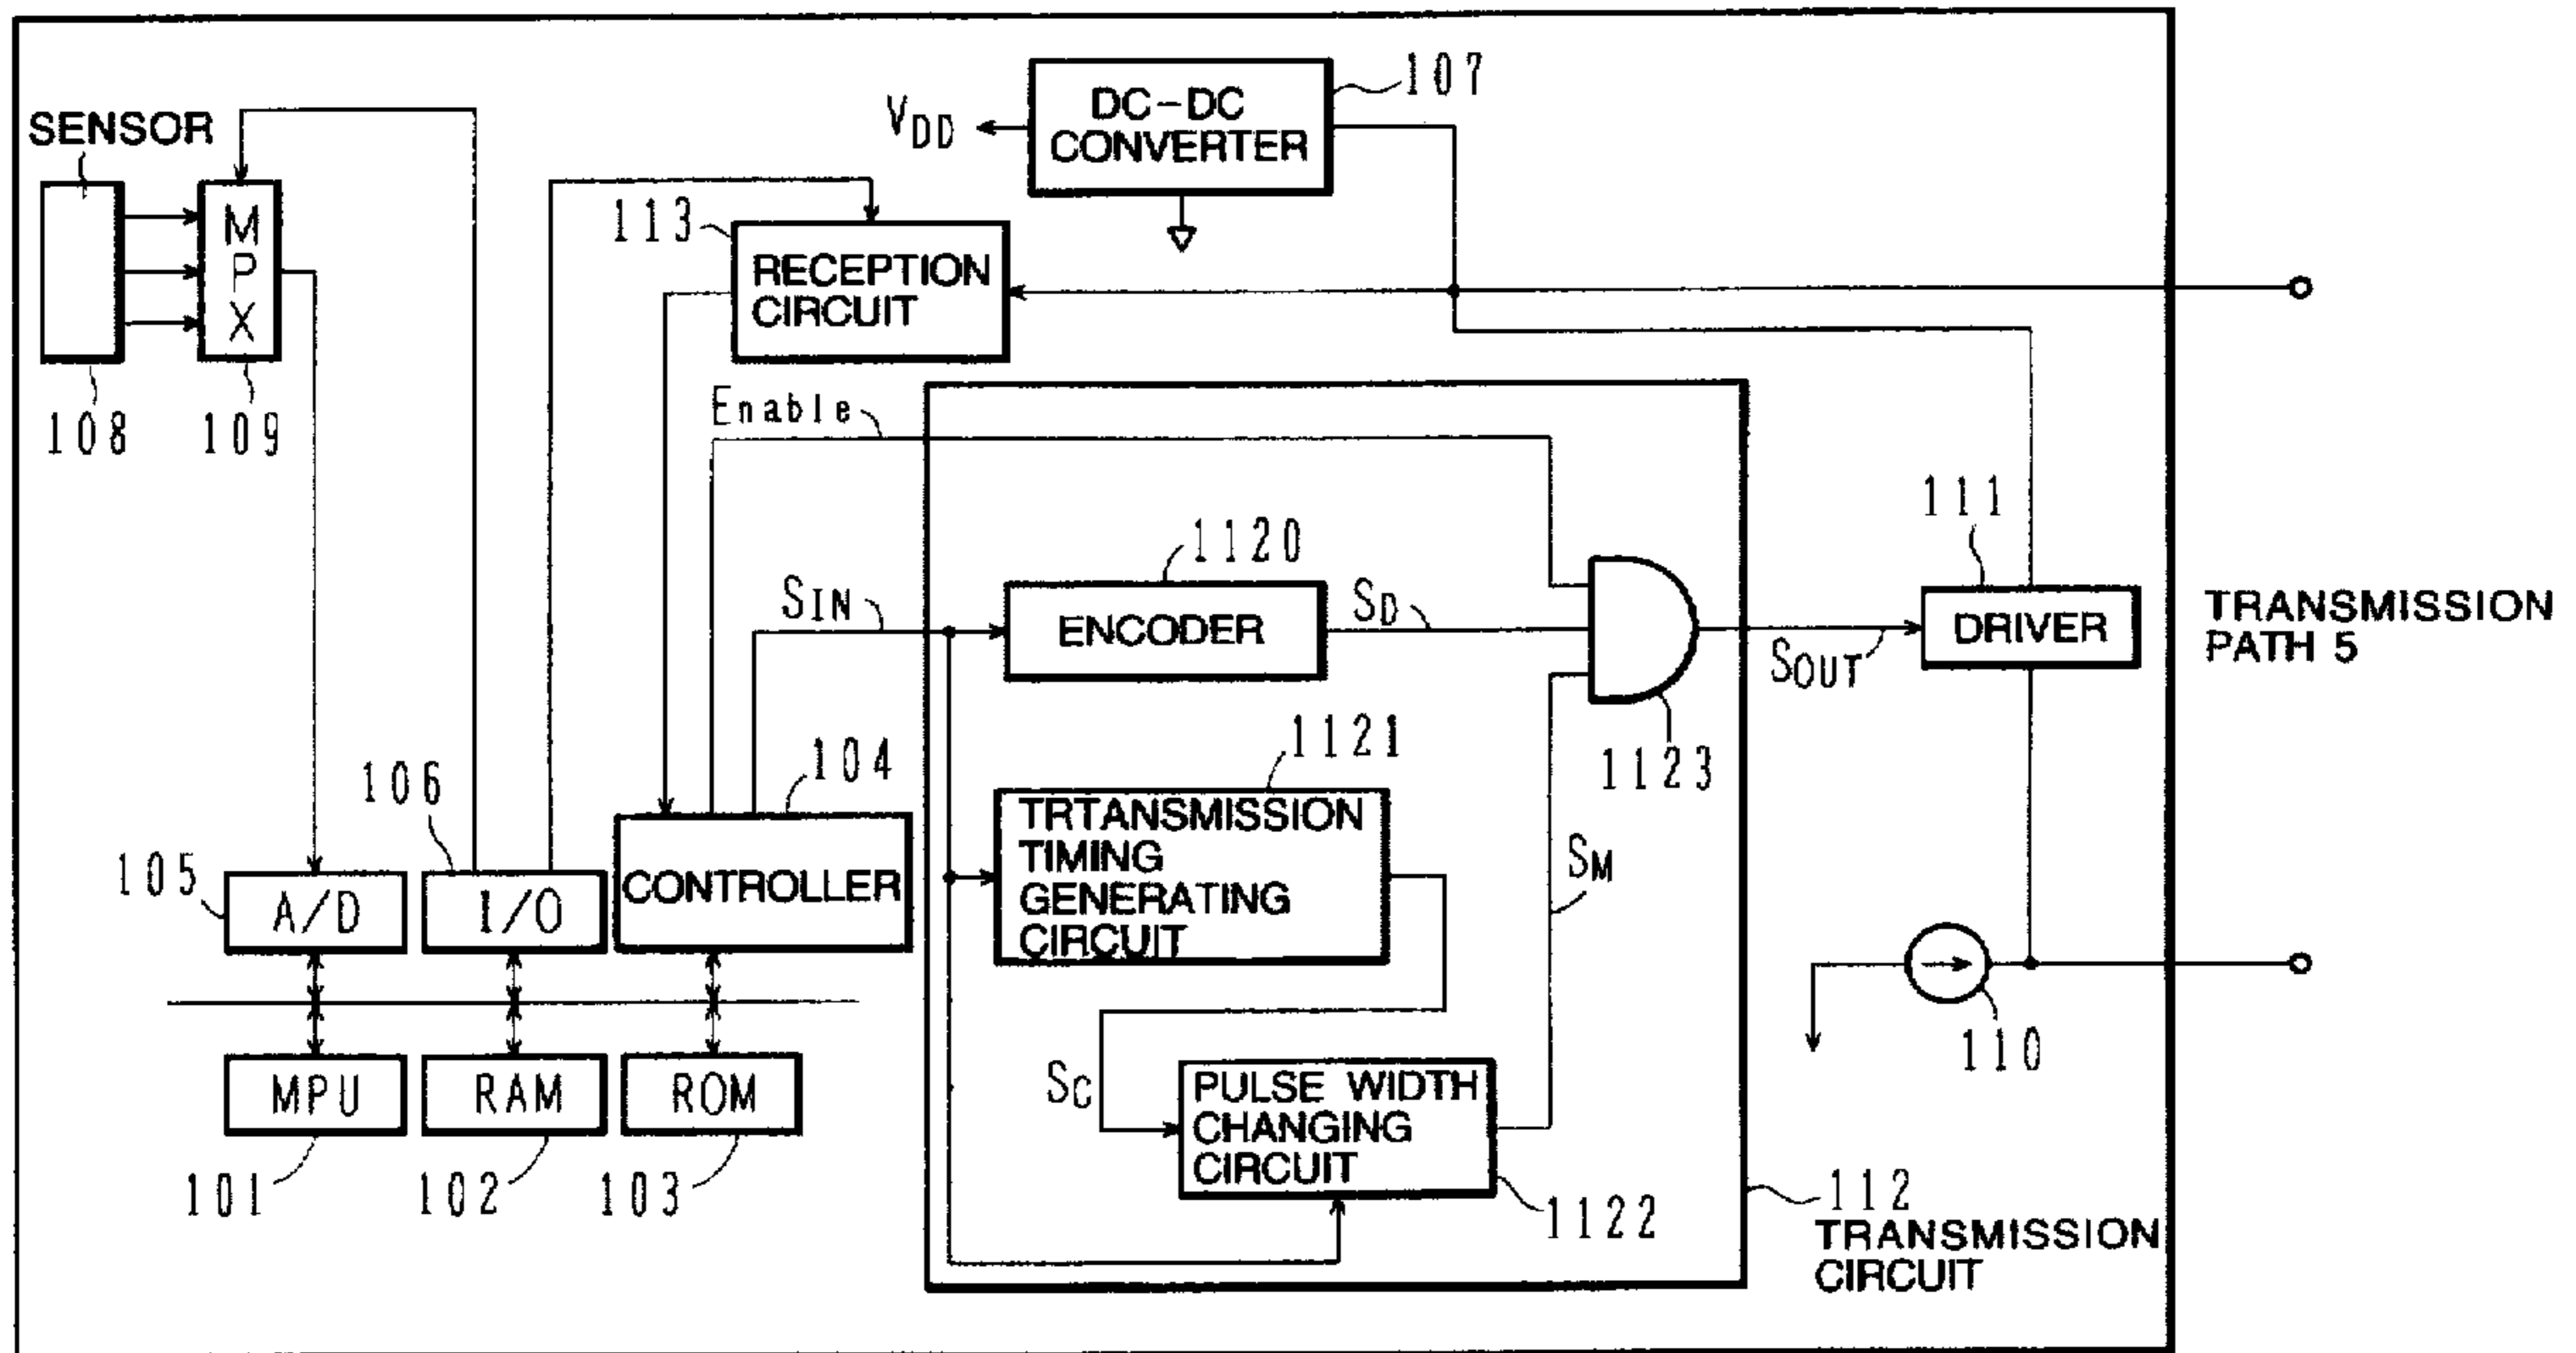 107
DC-DC
CONVERTER
VDD
SENSOR
M
P
X
113
RECEPTION
CIRCUIT
108
109
Enable
1120
111
SIN
ENCODER
SD
DRIVER
SOUT
TRANSMISSION
PATH 5
1121
1123
104
106
TRTANSMISSION
TIMING
GENERATING
CIRCUIT
SM
105
A/D
I/O
CONTROLLER
110
SC
PULSE WIDTH
CHANGING
CIRCUIT
MPU
RAM
ROM
101
102
103
1122
112
TRANSMISSION
CIRCUIT